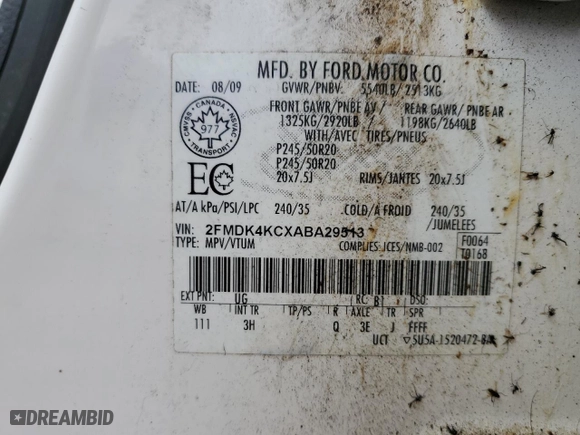 MFD. BY FORD MOTOR CO.
DATE: 08/09
GVWR/PNBV: 5540LB/2513KG
FRONT GAWR/PNBE AV / REAR GAWR/ PNBE AR
1325KG/2920LB / 1198KG/2640LB
WITH/AVEC TIRES/PNEUS
P245/50R20
P245/50R20
20x7.5J RIMS/JANTES 20x7.5J
CANADA
CMVSS NSVAC
977
TRANSPORT
EC
AT/A kPa/PSI/LPC 240/35 COLD/A FROID 240/35
/JUMELEES
VIN: 2FMDK4KCXABA29513
TYPE: MPV/VTUM COMPLIES ICES/NMB-002
F0064
T0168
EXT PNT: UG RC: 81 DSO:
WB INT TR TP/PS R AXLE TR SPR
111 3H Q 3E J FFFF
UCT
DREAMBID